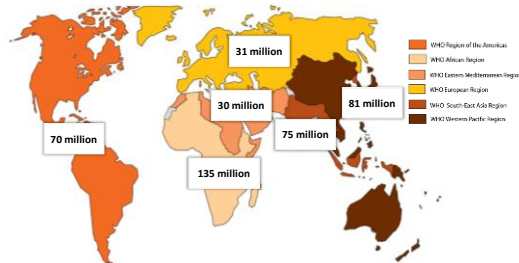 31 million
WHO Region of the Americas
WHO African Region
WHO Eastern Mediterranean Region
WHO European Region
WHO South-East Asia Region
WHO Western Pacific Region
30 million
81 million
70 million
75 million
135 million